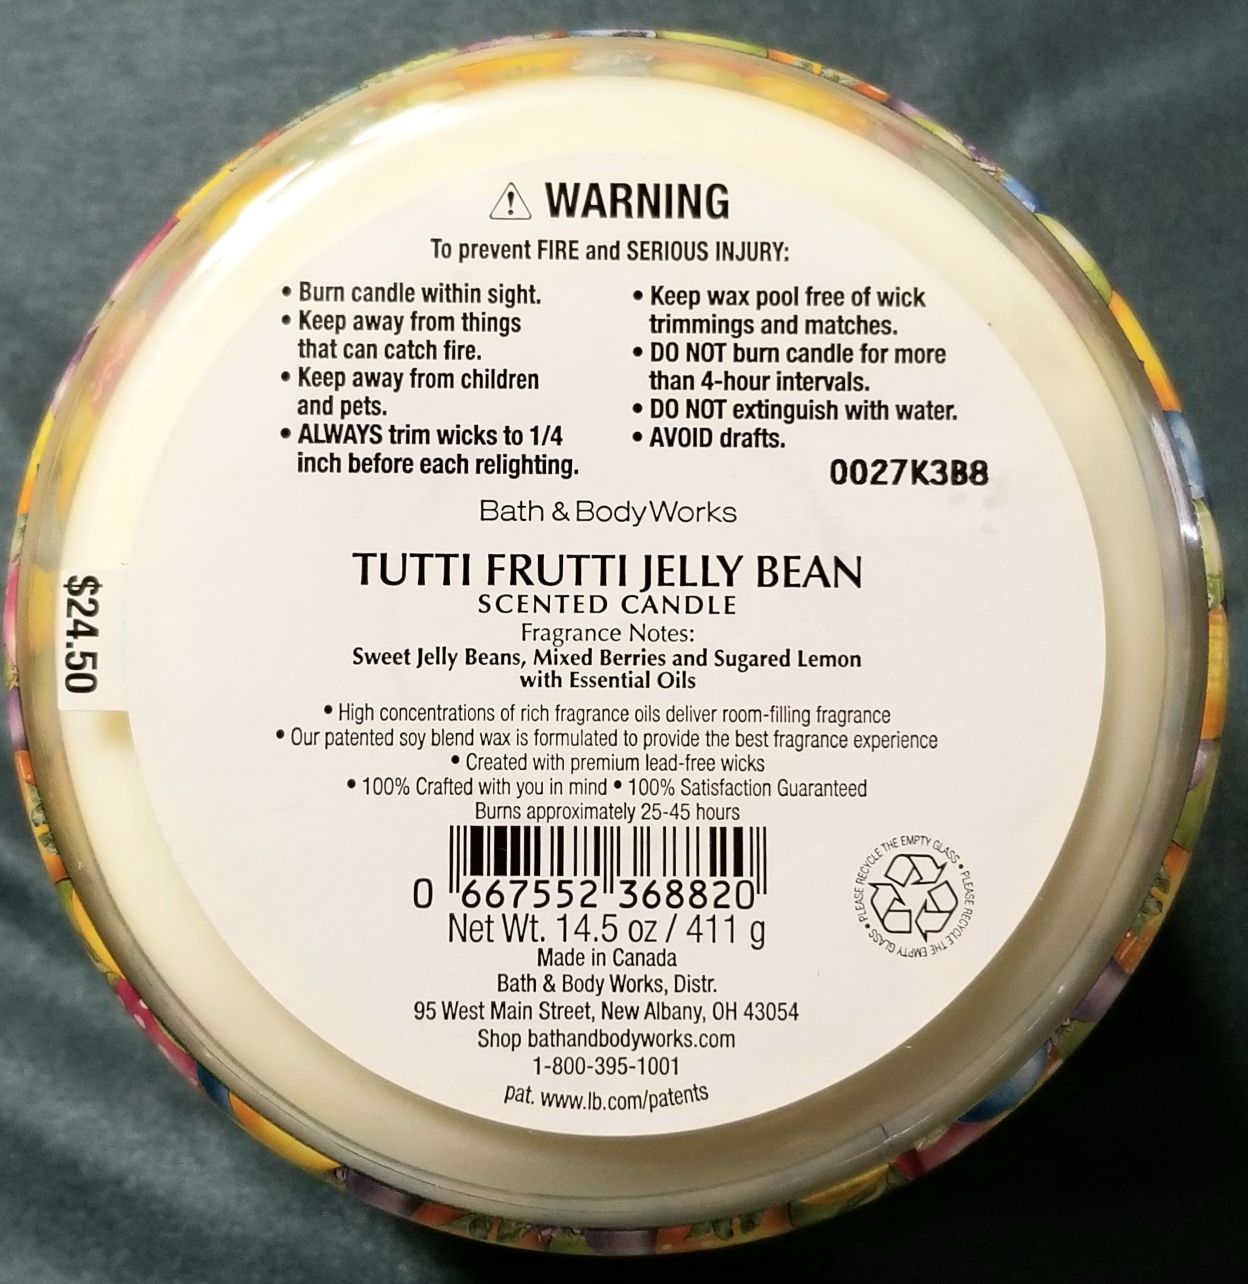 ⚠ WARNING
To prevent FIRE and SERIOUS INJURY:
• Burn candle within sight.
• Keep away from things
that can catch fire.
• Keep away from children
and pets.
• ALWAYS trim wicks to 1/4
inch before each relighting.
• Keep wax pool free of wick
trimmings and matches.
• DO NOT burn candle for more
than 4-hour intervals.
• DO NOT extinguish with water.
• AVOID drafts.
0027K3B8
Bath & Body Works
TUTTI FRUTTI JELLY BEAN
SCENTED CANDLE
Fragrance Notes:
Sweet Jelly Beans, Mixed Berries and Sugared Lemon
with Essential Oils
$24.50
• High concentrations of rich fragrance oils deliver room-filling fragrance
• Our patented soy blend wax is formulated to provide the best fragrance experience
• Created with premium lead-free wicks
• 100% Crafted with you in mind • 100% Satisfaction Guaranteed
Burns approximately 25-45 hours
0 667552 368820
PLEASE RECYCLE THE EMPTY GLASS • PLEASE RECYCLE THE EMPTY GLASS •
Net Wt. 14.5 oz / 411 g
Made in Canada
Bath & Body Works, Distr.
95 West Main Street, New Albany, OH 43054
Shop bathandbodyworks.com
1-800-395-1001
pat. www.lb.com/patents